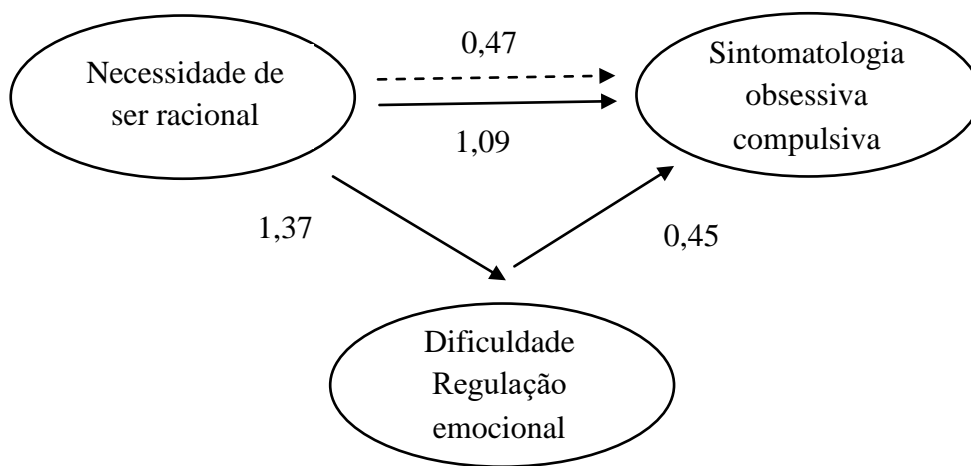 Necessidade de
ser racional
0,47
1,09
Sintomatologia
obsessiva
compulsiva
1,37
0,45
Dificuldade
Regulação
emocional